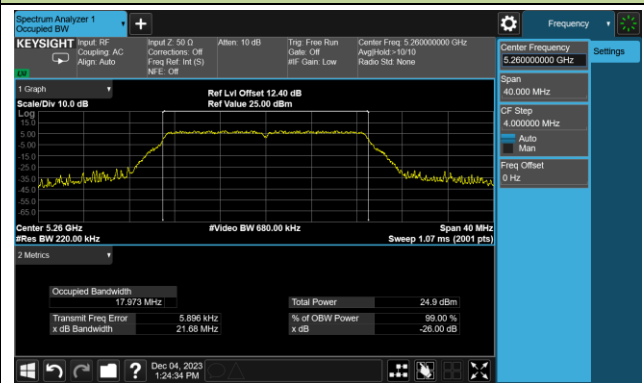 Spectrum Analyzer 1
Occupied BW
Frequency
KEYSIGHT
Input: RF
Coupling: AC
Align: Auto
Input Z: 50 Ω
Corrections: Off
Freq Ref: Int (S)
NFE: Off
Atten: 10 dB
Trig: Free Run
Gate: Off
#IF Gain: Low
Center Freq: 5.260000000 GHz
Avg|Hold:>10/10
Radio Std: None
Center Frequency
5.260000000 GHz
Settings
Span
40.000 MHz
CF Step
4.000000 MHz
Auto
Man
Freq Offset
0 Hz
1 Graph
Ref Lvl Offset 12.40 dB
Scale/Div 10.0 dB
Ref Value 25.00 dBm
Log
15.0
5.00
-5.00
-15.0
-25.0
-35.0
-45.0
-55.0
-65.0
Center 5.26 GHz
#Video BW 680.00 kHz
Span 40 MHz
#Res BW 220.00 kHz
Sweep 1.07 ms (2001 pts)
2 Metrics
Occupied Bandwidth
17.973 MHz
Total Power
24.9 dBm
Transmit Freq Error
5.896 kHz
% of OBW Power
99.00 %
x dB Bandwidth
21.68 MHz
x dB
-26.00 dB
Dec 04, 2023
1:24:34 PM